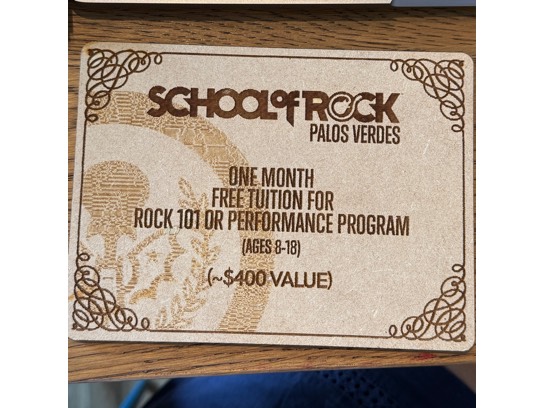 SCHOOL of ROCK
PALOS VERDES
ONE MONTH
FREE TUITION FOR
ROCK 101 OR PERFORMANCE PROGRAM
(AGES 8-18)
(~$400 VALUE)